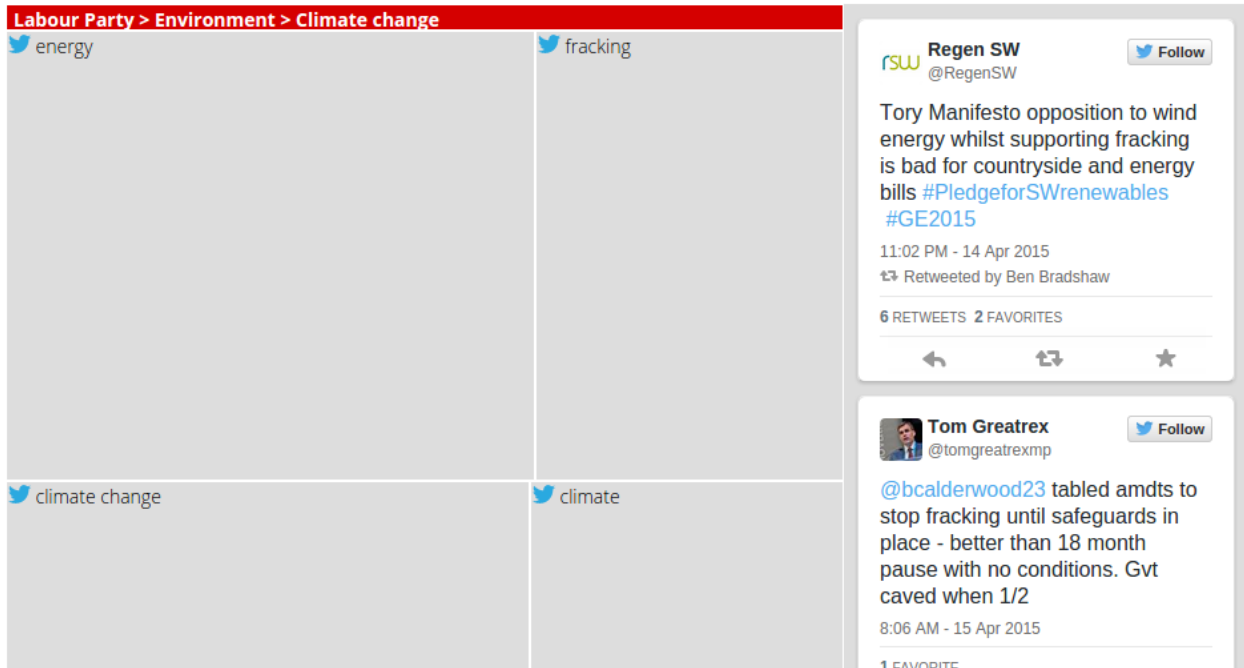 Labour Party > Environment > Climate change
energy
fracking
climate change
climate
rsw
Regen SW
@RegenSW
Follow
Tory Manifesto opposition to wind
energy whilst supporting fracking
is bad for countryside and energy
bills #PledgeforSWrenewables
#GE2015
11:02 PM - 14 Apr 2015
Retweeted by Ben Bradshaw
6 RETWEETS 2 FAVORITES
Tom Greatrex
@tomgreatrexmp
Follow
@bcalderwood23 tabled amdts to
stop fracking until safeguards in
place - better than 18 month
pause with no conditions. Gvt
caved when 1/2
8:06 AM - 15 Apr 2015
1 FAVORITE